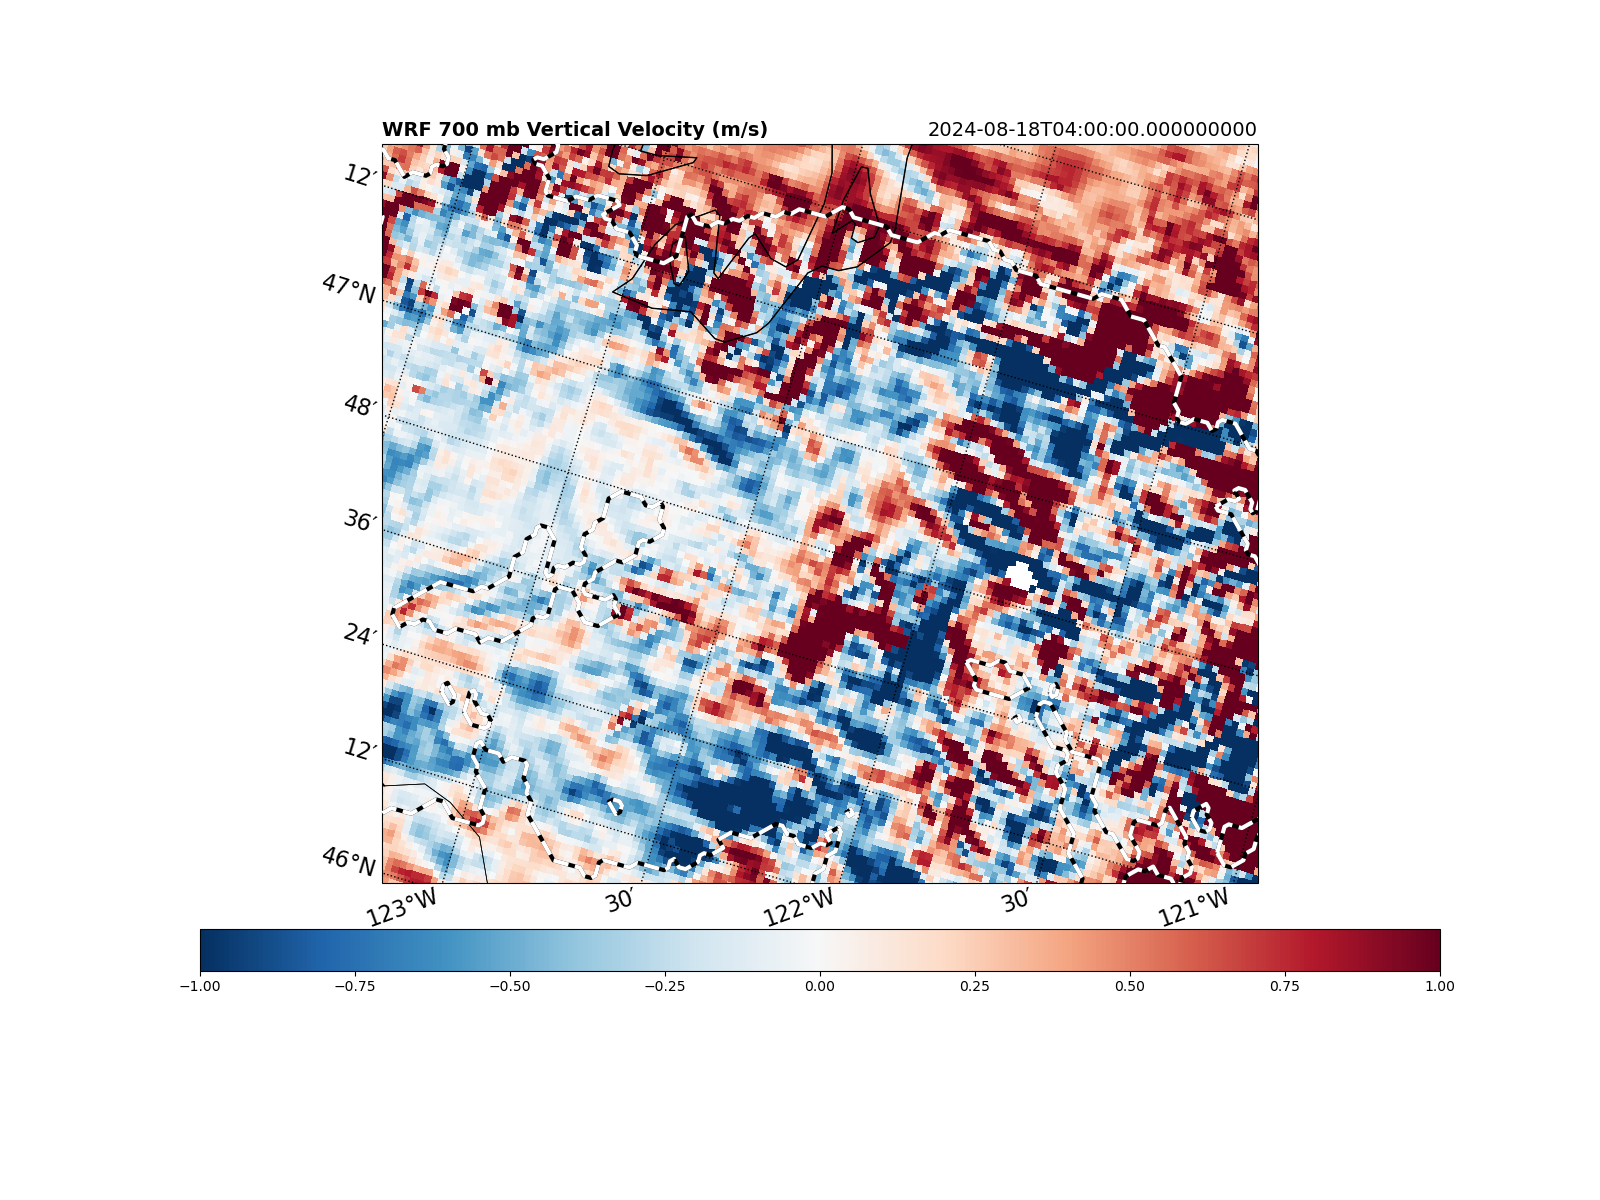 WRF 700 mb Vertical Velocity (m/s) 2024-08-18T04:00:00.000000000
12′
47°N
48′
36′
24′
12′
46°N
123°W 30′ 122°W 30′ 121°W
−1.00 −0.75 −0.50 −0.25 0.00 0.25 0.50 0.75 1.00